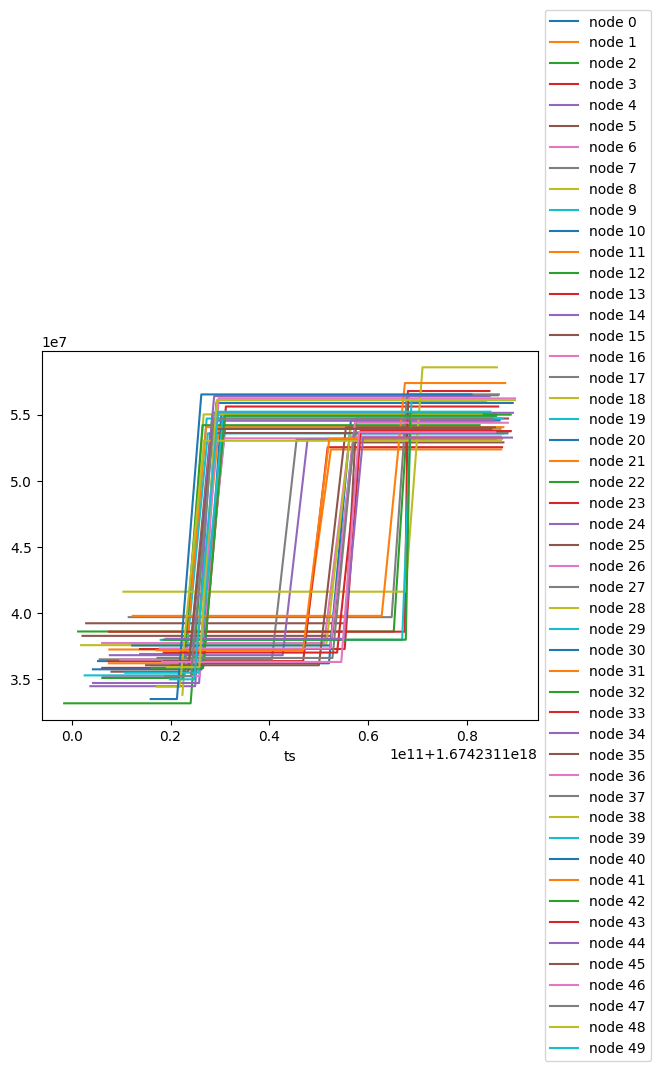 1e7
5.5
5.0
4.5
4.0
3.5
0.0
0.2
0.4
0.6
0.8
ts
1e11+1.6742311e18
node 0
node 1
node 2
node 3
node 4
node 5
node 6
node 7
node 8
node 9
node 10
node 11
node 12
node 13
node 14
node 15
node 16
node 17
node 18
node 19
node 20
node 21
node 22
node 23
node 24
node 25
node 26
node 27
node 28
node 29
node 30
node 31
node 32
node 33
node 34
node 35
node 36
node 37
node 38
node 39
node 40
node 41
node 42
node 43
node 44
node 45
node 46
node 47
node 48
node 49